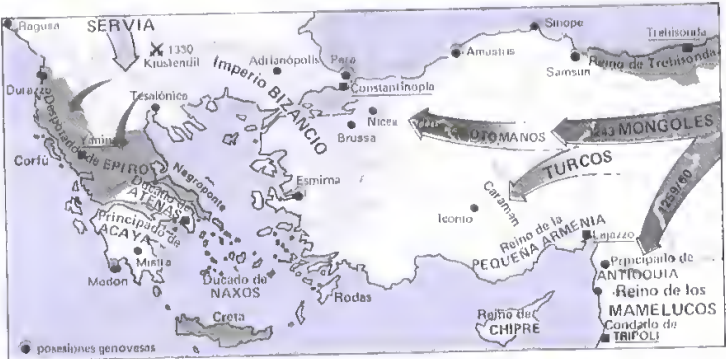 Ragusa
SERVIA
1330
Kjustendil
Adrianópolis
Pera
Constantinopla
Amastris
Sinope
Samsun
Trebisonda
Reino de Trebisonda
Durazzo
Tesalónica
Imperio BIZANCIO
Nicea
Brussa
OTOMANOS
1243 MONGOLES
Despotado de EPIRO
Yanina
Corfú
Negroponte
Ducado de
ATENAS
Principado de
ACAYA
Mistra
Modon
Esmirna
TURCOS
Caraman
1259/60
Iconio
Reino de la
PEQUEÑA ARMENIA
Lajazzo
Principado de
ANTIOQUIA
Reino de los
MAMELUCOS
Condado de
TRIPOLI
Ducado de
NAXOS
Rodas
Creta
Reino de
CHIPRE
posesiones genovesas